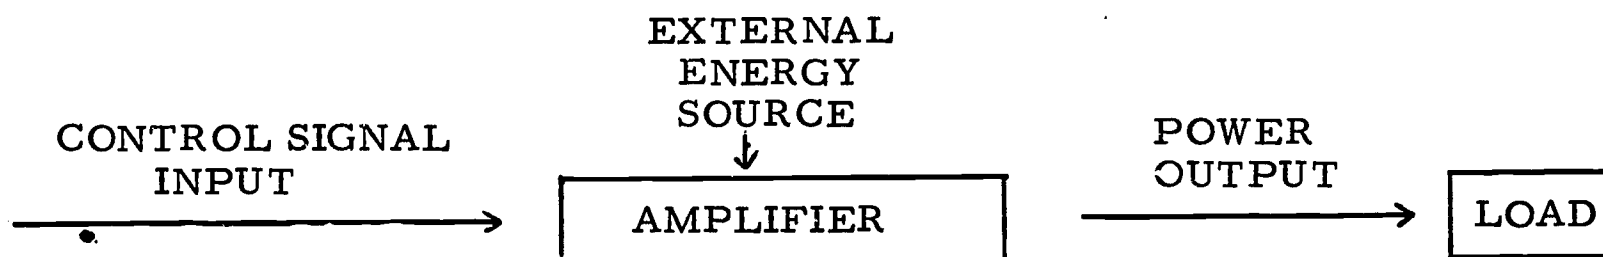 EXTERNAL
ENERGY
SOURCE
CONTROL SIGNAL
INPUT
POWER
OUTPUT
AMPLIFIER
LOAD